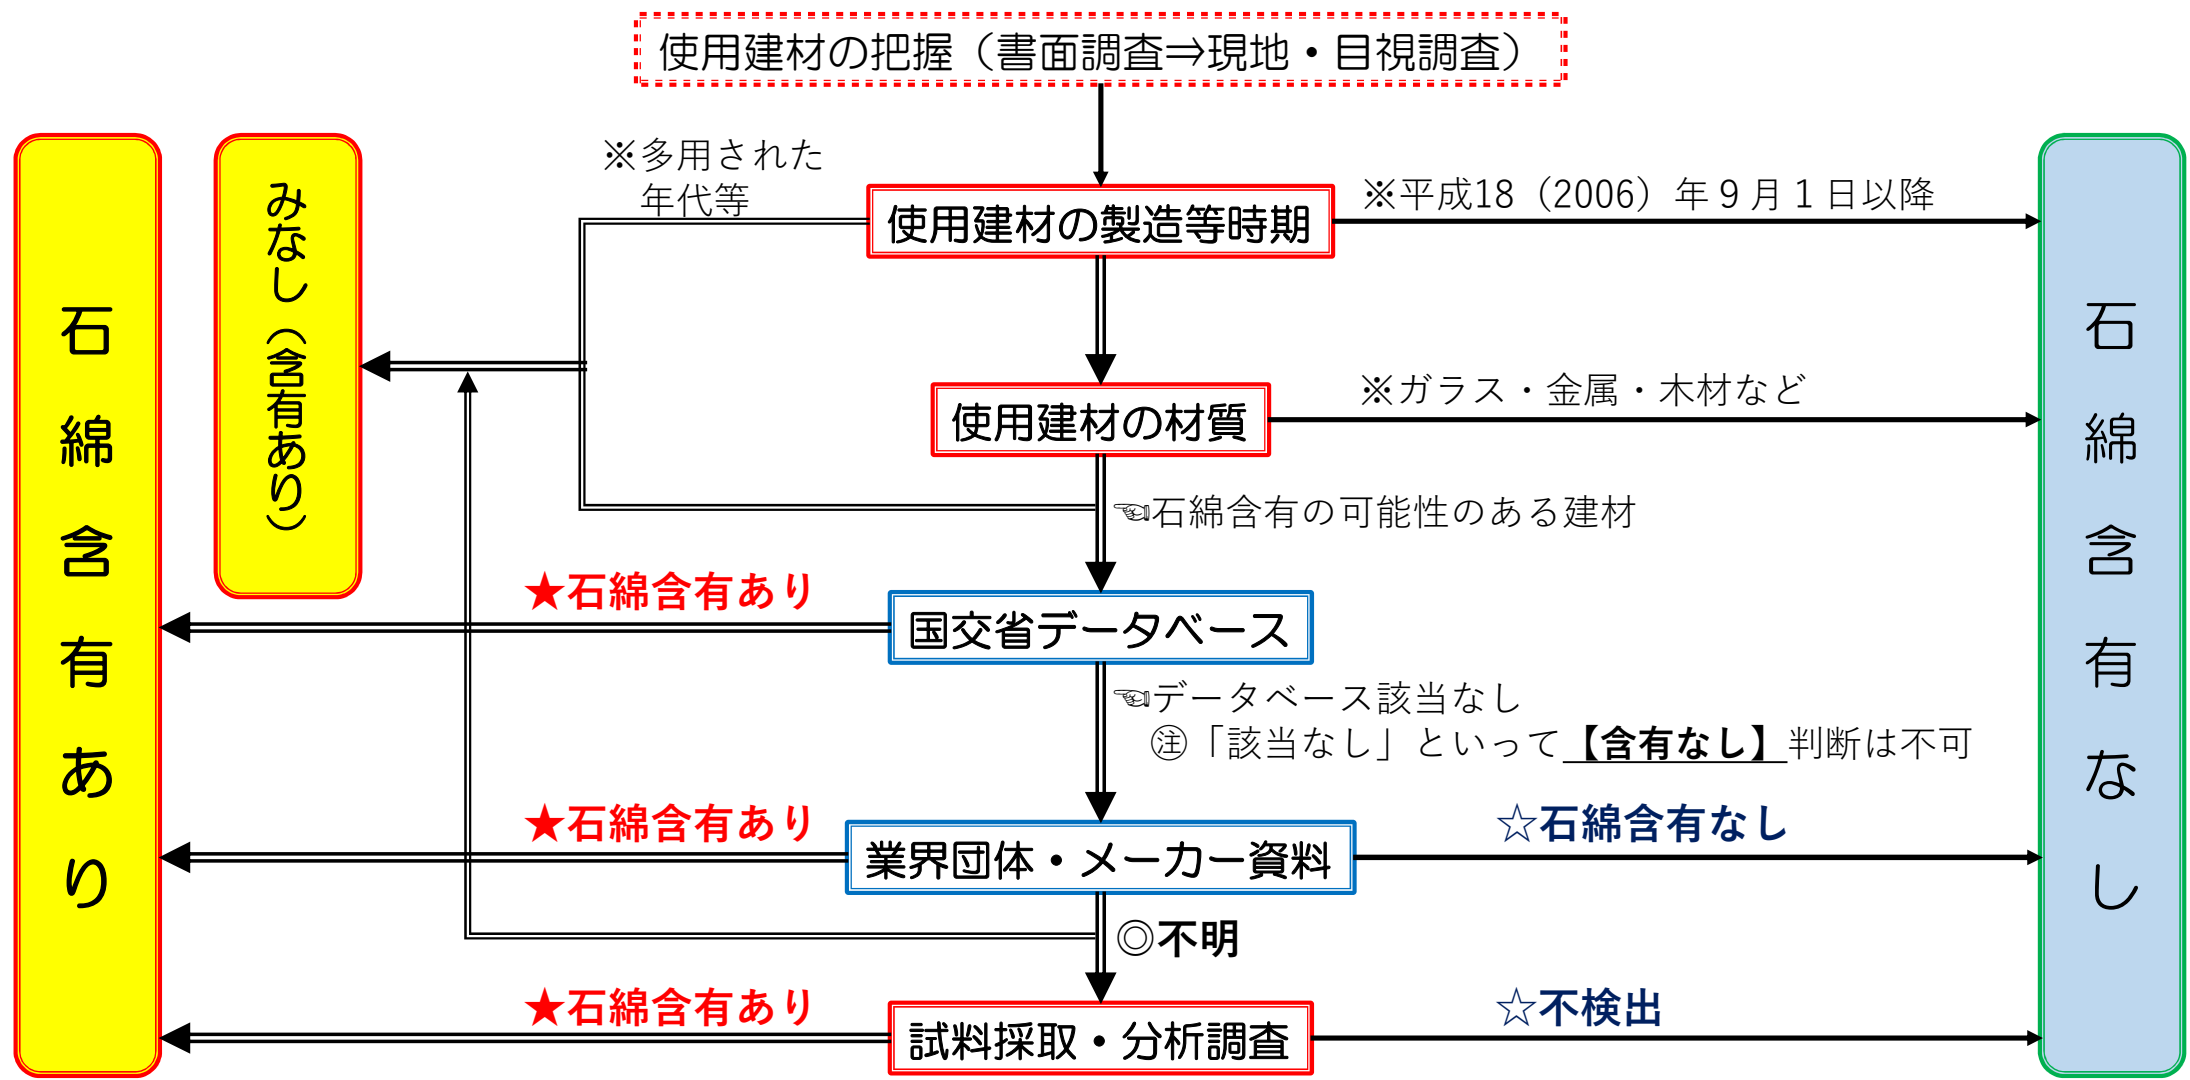 使用建材の把握（書面調査⇒現地・目視調査）
※多用された
年代等
使用建材の製造等時期
※平成18（2006）年９月１日以降
みなし（含有あり）
石綿含有あり
石綿含有なし
使用建材の材質
※ガラス・金属・木材など
☜石綿含有の可能性のある建材
★石綿含有あり
国交省データベース
☜データベース該当なし
㊟「該当なし」といって【含有なし】判断は不可
★石綿含有あり
業界団体・メーカー資料
☆石綿含有なし
◎不明
★石綿含有あり
試料採取・分析調査
☆不検出